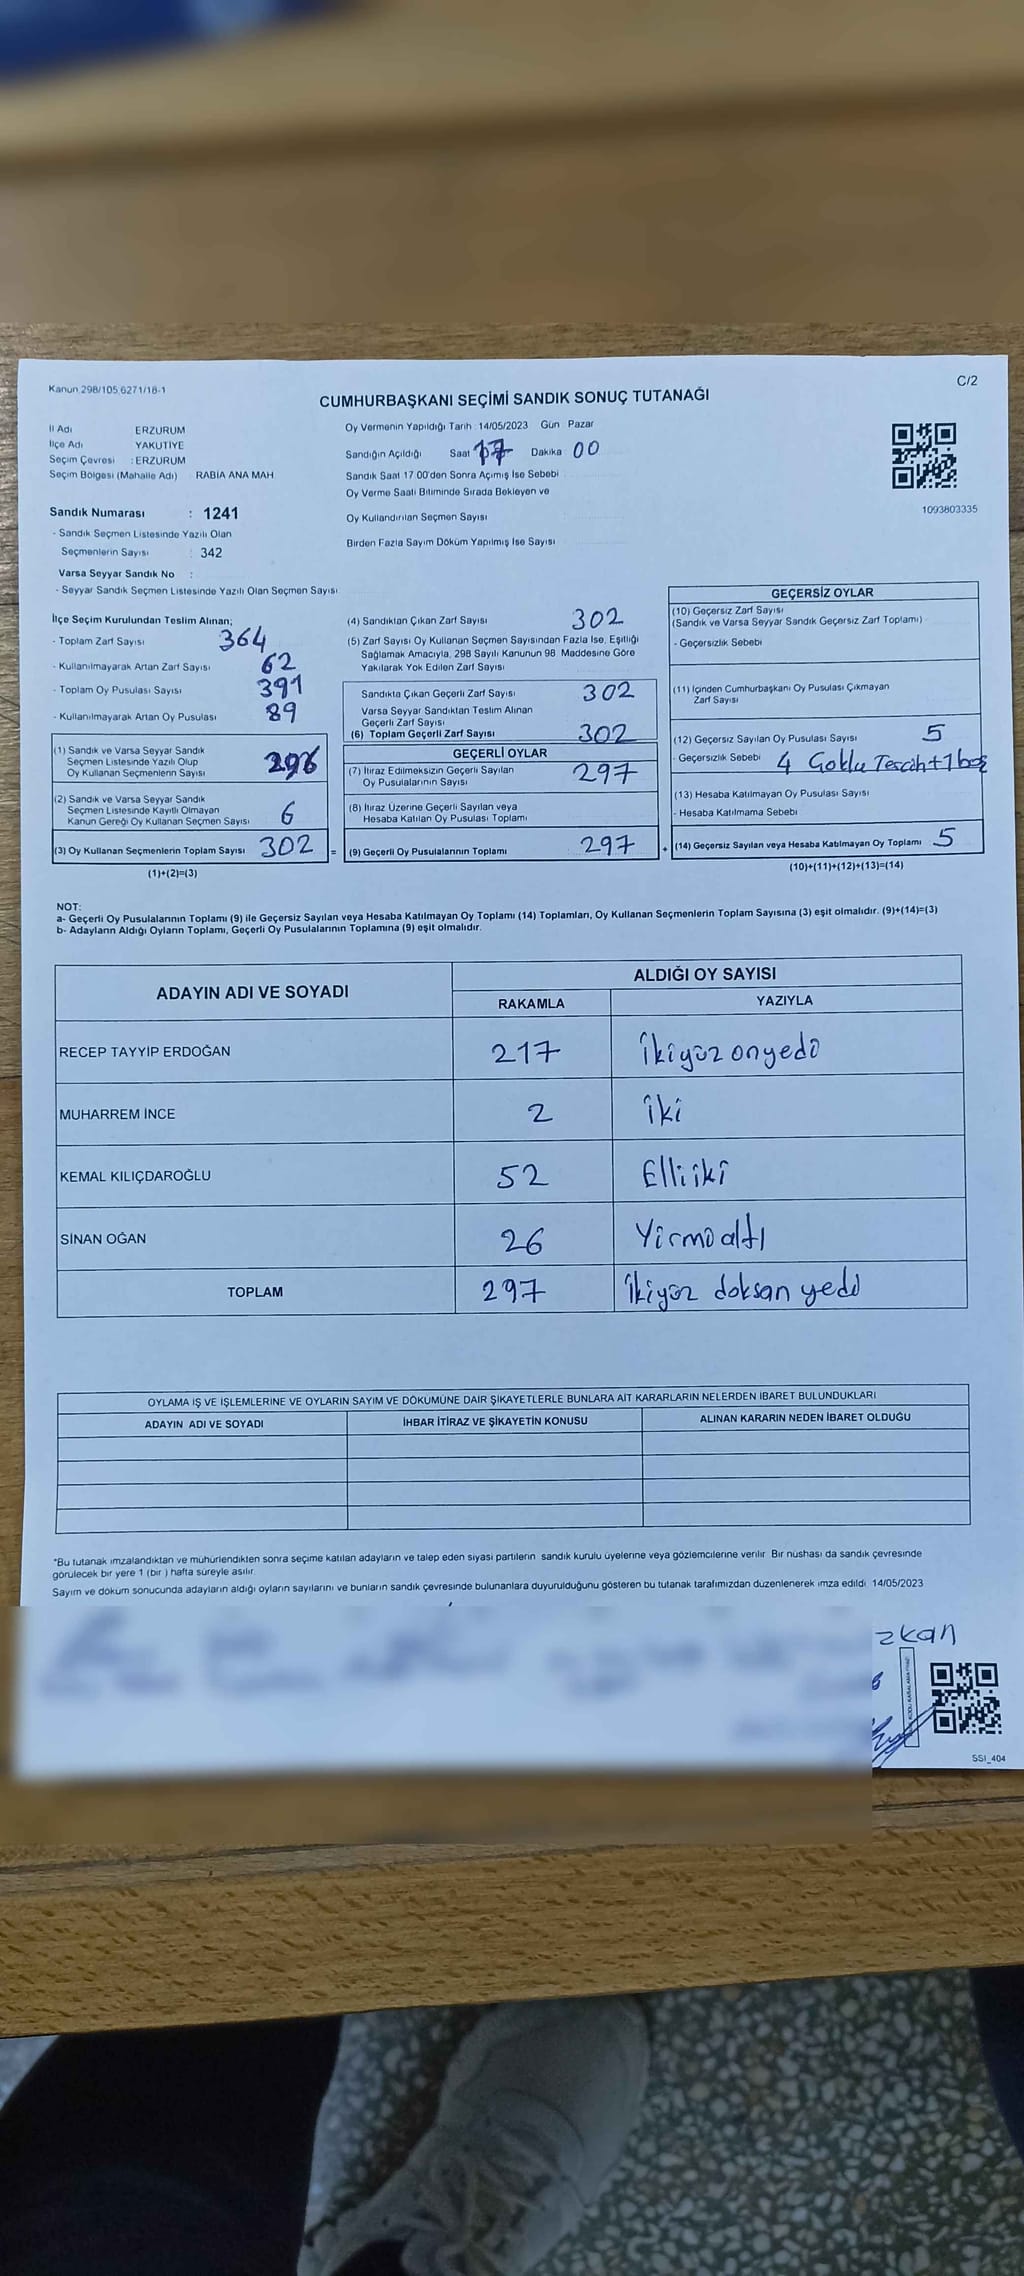 Kanun 298/105,6271/18-1
C/2
CUMHURBAŞKANI SEÇİMİ SANDIK SONUÇ TUTANAĞI
İl Adı ERZURUM
İlçe Adı YAKUTİYE
Seçim Çevresi : ERZURUM
Seçim Bölgesi (Mahalle Adı) RABİA ANA MAH
Sandık Numarası : 1241
- Sandık Seçmen Listesinde Yazılı Olan
Seçmenlerin Sayısı : 342
Varsa Seyyar Sandık No :
- Seyyar Sandık Seçmen Listesinde Yazılı Olan Seçmen Sayısı
Oy Vermenin Yapıldığı Tarih : 14/05/2023 Gün Pazar
Sandığın Açıldığı Saat 17 Dakika 00
Sandık Saat 17 00'den Sonra Açımış İse Sebebi
Oy Verme Saati Bitiminde Sırada Bekleyen ve
Oy Kullandırılan Seçmen Sayısı
Birden Fazla Sayım Döküm Yapılmış İse Sayısı
1093803335
İlçe Seçim Kurulundan Teslim Alınan;
- Toplam Zarf Sayısı 364
- Kullanılmayarak Artan Zarf Sayısı 62
- Toplam Oy Pusulası Sayısı 391
- Kullanılmayarak Artan Oy Pusulası 89
(1) Sandık ve Varsa Seyyar Sandık
Seçmen Listesinde Yazılı Olup
Oy Kullanan Seçmenlerin Sayısı 296
(2) Sandık ve Varsa Seyyar Sandık
Seçmen Listesinde Kayıtlı Olmayan
Kanun Gereği Oy Kullanan Seçmen Sayısı 6
(3) Oy Kullanan Seçmenlerin Toplam Sayısı 302 =
(1)+(2)=(3)
(4) Sandıktan Çıkan Zarf Sayısı 302
(5) Zarf Sayısı Oy Kullanan Seçmen Sayısından Fazla İse, Eşitliği
Sağlamak Amacıyla, 298 Sayılı Kanunun 98. Maddesine Göre
Yakılarak Yok Edilen Zarf Sayısı
Sandıkta Çıkan Geçerli Zarf Sayısı 302
Varsa Seyyar Sandıktan Teslim Alınan
Geçerli Zarf Sayısı
(6) Toplam Geçerli Zarf Sayısı 302
GEÇERLİ OYLAR
(7) İtiraz Edilmeksizin Geçerli Sayılan
Oy Pusulalarının Sayısı 297
(8) İtiraz Üzerine Geçerli Sayılan veya
Hesaba Katılan Oy Pusulası Toplamı
(9) Geçerli Oy Pusulalarının Toplamı 297 +
GEÇERSİZ OYLAR
(10) Geçersiz Zarf Sayısı
(Sandık ve Varsa Seyyar Sandık Geçersiz Zarf Toplamı)
- Geçersizlik Sebebi
(11) İçinden Cumhurbaşkanı Oy Pusulası Çıkmayan
Zarf Sayısı
(12) Geçersiz Sayılan Oy Pusulası Sayısı 5
- Geçersizlik Sebebi 4 Çoklu Tercih+1 boş
(13) Hesaba Katılmayan Oy Pusulası Sayısı
- Hesaba Katılmama Sebebi
(14) Geçersiz Sayılan veya Hesaba Katılmayan Oy Toplamı 5
(10)+(11)+(12)+(13)=(14)
NOT:
a- Geçerli Oy Pusulalarının Toplamı (9) ile Geçersiz Sayılan veya Hesaba Katılmayan Oy Toplamı (14) Toplamları, Oy Kullanan Seçmenlerin Toplam Sayısına (3) eşit olmalıdır. (9)+(14)=(3)
b- Adayların Aldığı Oyların Toplamı, Geçerli Oy Pusulalarının Toplamına (9) eşit olmalıdır.
ADAYIN ADI VE SOYADI
ALDIĞI OY SAYISI
RAKAMLA YAZIYLA
RECEP TAYYİP ERDOĞAN 217 ikiyüz onyedi
MUHARREM İNCE 2 iki
KEMAL KILIÇDAROĞLU 52 Elliiki
SİNAN OĞAN 26 Yirmialtı
TOPLAM 297 ikiyüz doksan yedi
OYLAMA İŞ VE İŞLEMLERİNE VE OYLARIN SAYIM VE DÖKÜMÜNE DAİR ŞİKAYETLERLE BUNLARA AİT KARARLARIN NELERDEN İBARET BULUNDUKLARI
ADAYIN ADI VE SOYADI İHBAR İTİRAZ VE ŞİKAYETİN KONUSU ALINAN KARARIN NEDEN İBARET OLDUĞU
*Bu tutanak imzalandıktan ve mühürlendikten sonra seçime katılan adayların ve talep eden siyasi partilerin sandık kurulu üyelerine veya gözlemcilerine verilir. Bir nüshası da sandık çevresinde
görülecek bir yere 1 (bir ) hafta süreyle asılır.
Sayım ve döküm sonucunda adayların aldığı oyların sayılarını ve bunların sandık çevresinde bulunanlara duyurulduğunu gösteren bu tutanak tarafımızdan düzenlenerek imza edildi. 14/05/2023
zkan
SSI_404